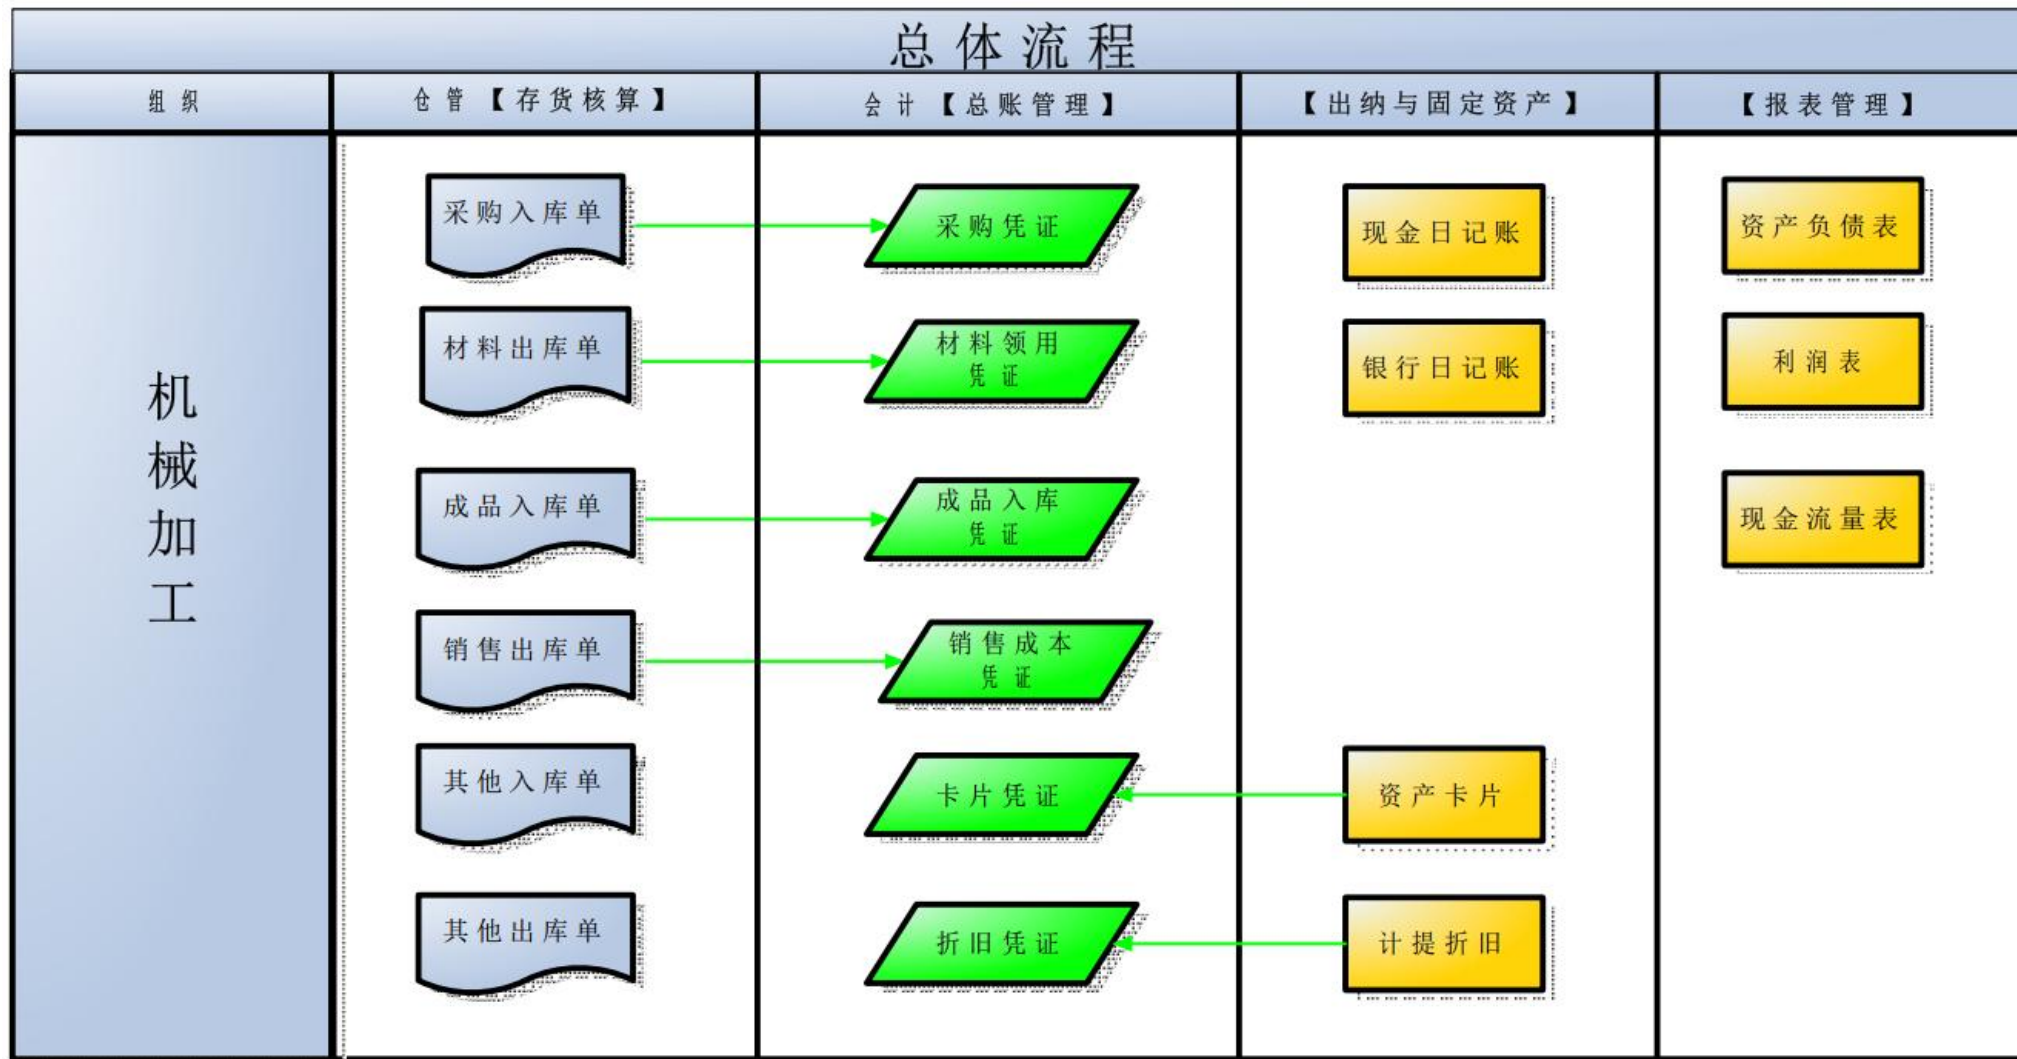 总体流程
组织
仓管【存货核算】
会计【总账管理】
【出纳与固定资产】
【报表管理】
机
械
加
工
采购入库单
采购凭证
现金日记账
资产负债表
材料出库单
材料领用
凭证
银行日记账
利润表
成品入库单
成品入库
凭证
现金流量表
销售出库单
销售成本
凭证
其他入库单
卡片凭证
资产卡片
其他出库单
折旧凭证
计提折旧